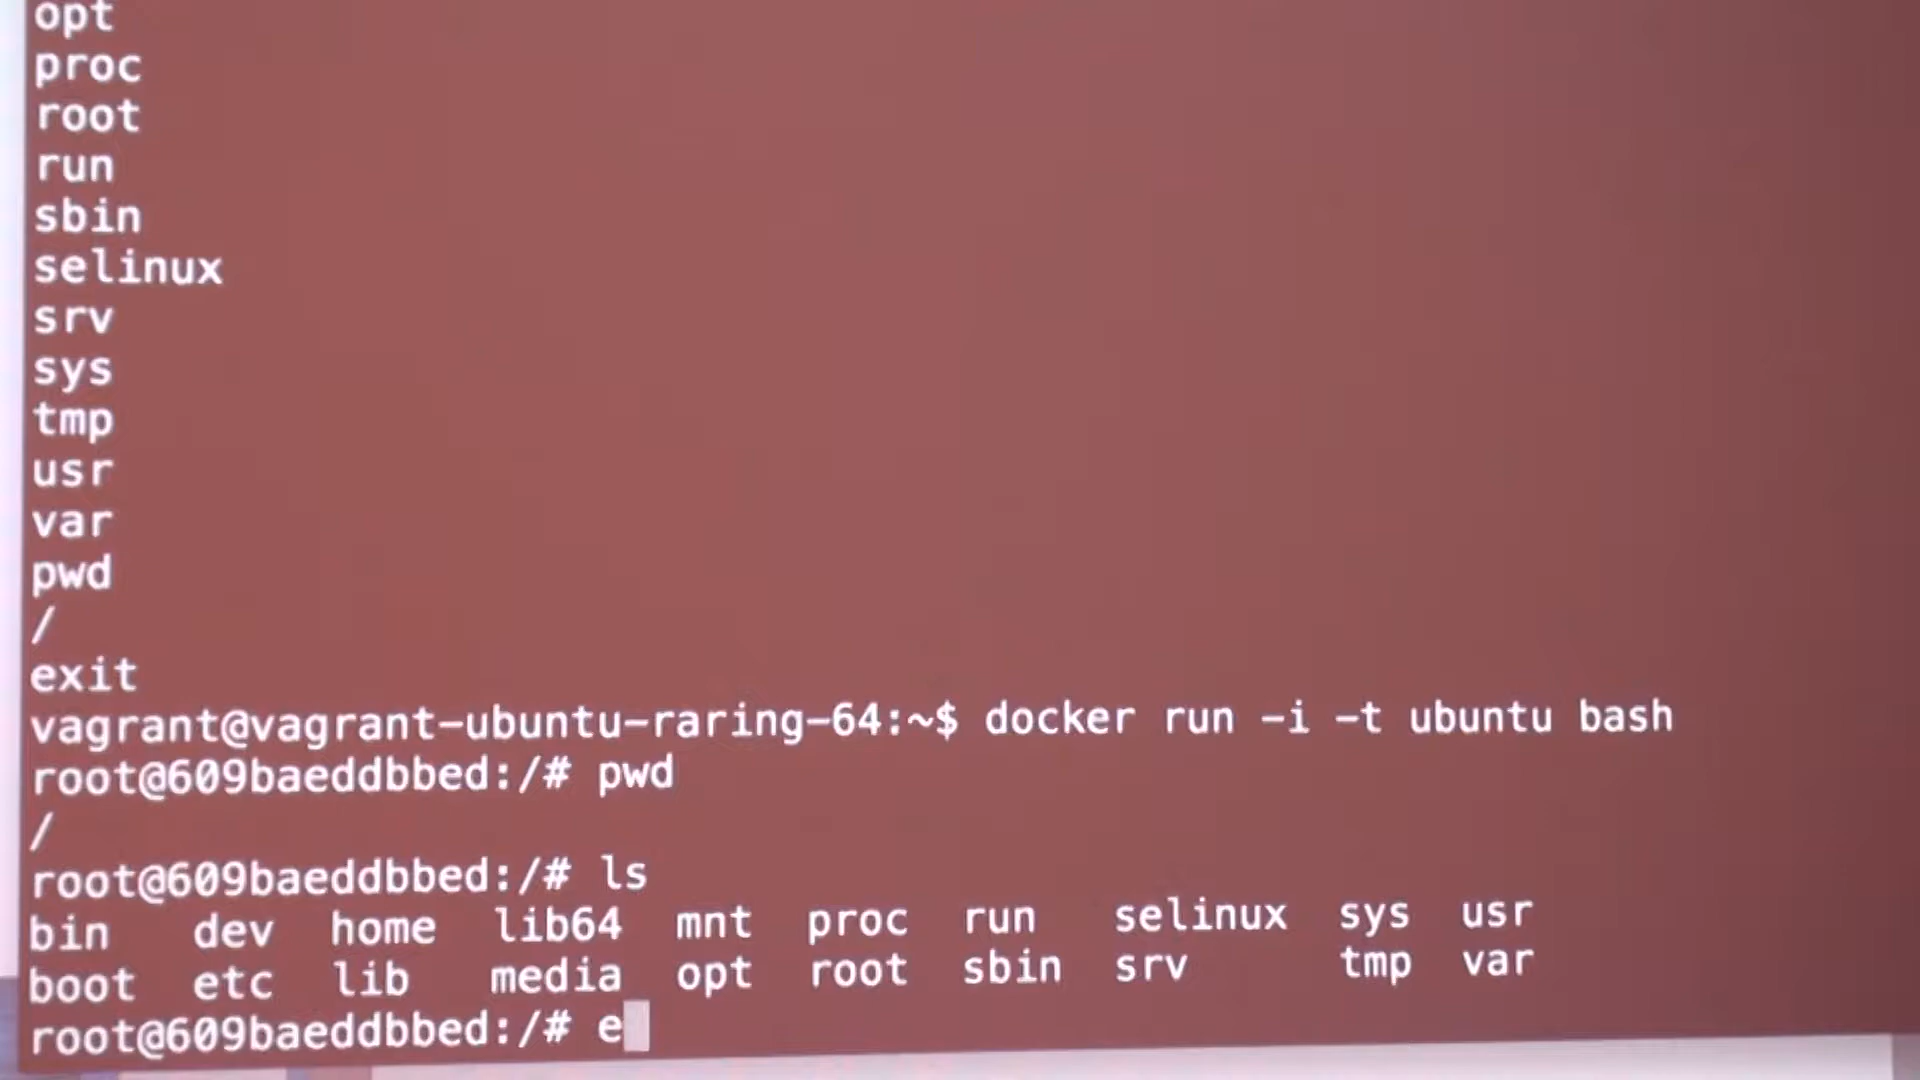 opt
proc
root
run
sbin
selinux
srv
sys
tmp
usr
var
pwd
/
exit
vagrant@vagrant-ubuntu-raring-64:~$ docker run -i -t ubuntu bash
root@609baeddbbed:/# pwd
/
root@609baeddbbed:/# ls
bin dev home lib64 mnt proc run selinux sys usr
boot etc lib media opt root sbin srv tmp var
root@609baeddbbed:/# e